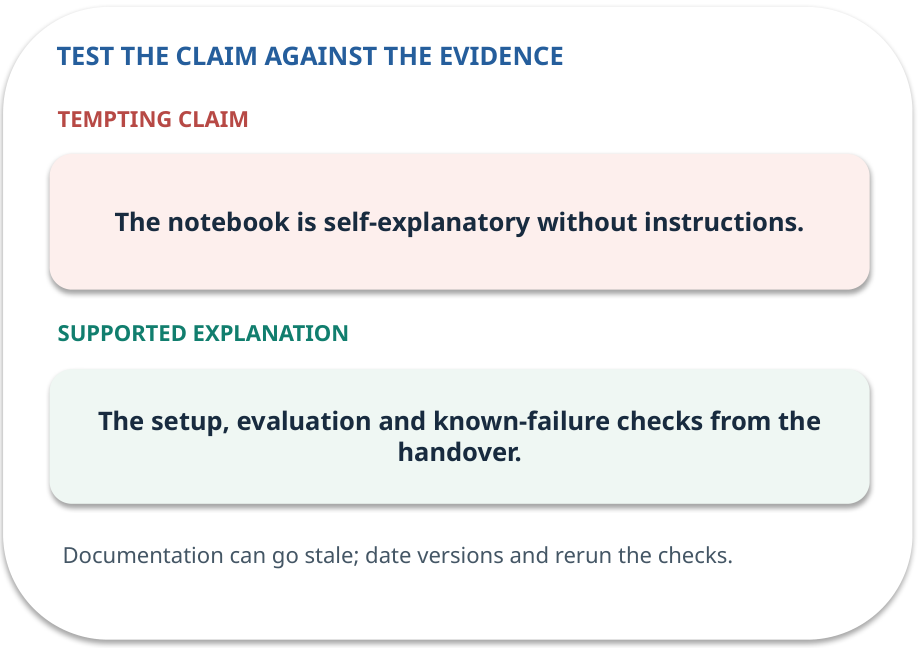 TEST THE CLAIM AGAINST THE EVIDENCE
TEMPTING CLAIM
The notebook is self-explanatory without instructions.
SUPPORTED EXPLANATION
The setup, evaluation and known-failure checks from the
handover.
Documentation can go stale; date versions and rerun the checks.